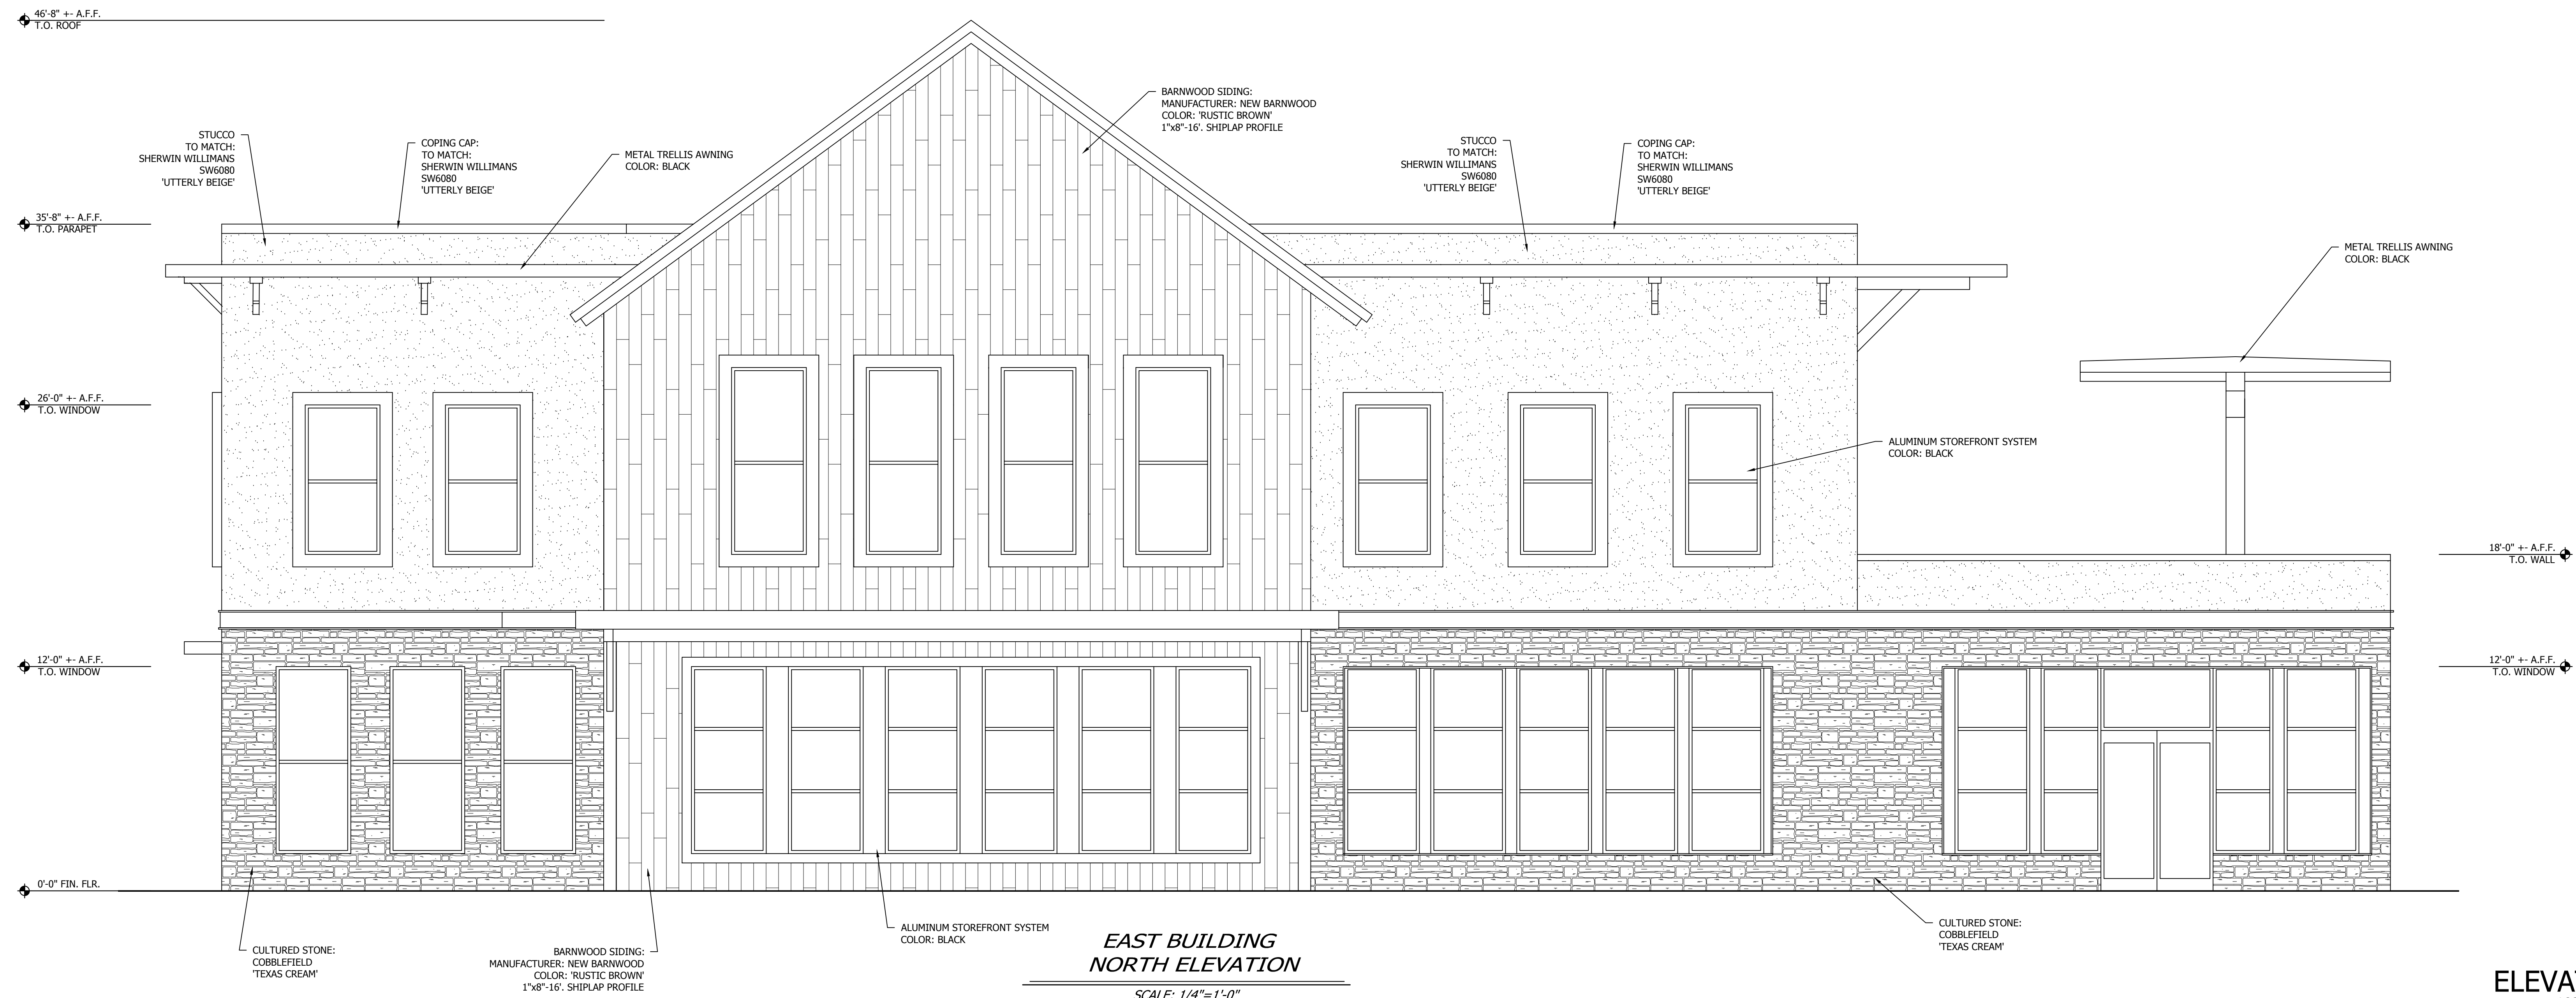 46'-8" +- A.F.F.
T.O. ROOF
BARNWOOD SIDING:
MANUFACTURER: NEW BARNWOOD
COLOR: 'RUSTIC BROWN'
1"x8"-16'. SHIPLAP PROFILE
STUCCO
TO MATCH:
SHERWIN WILLIMANS
SW6080
'UTTERLY BEIGE'
COPING CAP:
TO MATCH:
SHERWIN WILLIMANS
SW6080
'UTTERLY BEIGE'
METAL TRELLIS AWNING
COLOR: BLACK
STUCCO
TO MATCH:
SHERWIN WILLIMANS
SW6080
'UTTERLY BEIGE'
COPING CAP:
TO MATCH:
SHERWIN WILLIMANS
SW6080
'UTTERLY BEIGE'
35'-8" +- A.F.F.
T.O. PARAPET
METAL TRELLIS AWNING
COLOR: BLACK
26'-0" +- A.F.F.
T.O. WINDOW
ALUMINUM STOREFRONT SYSTEM
COLOR: BLACK
18'-0" +- A.F.F.
T.O. WALL
12'-0" +- A.F.F.
T.O. WINDOW
12'-0" +- A.F.F.
T.O. WINDOW
0'-0" FIN. FLR.
CULTURED STONE:
COBBLEFIELD
'TEXAS CREAM'
BARNWOOD SIDING:
MANUFACTURER: NEW BARNWOOD
COLOR: 'RUSTIC BROWN'
1"x8"-16'. SHIPLAP PROFILE
ALUMINUM STOREFRONT SYSTEM
COLOR: BLACK
EAST BUILDING
NORTH ELEVATION
SCALE: 1/4"=1'-0"
CULTURED STONE:
COBBLEFIELD
'TEXAS CREAM'